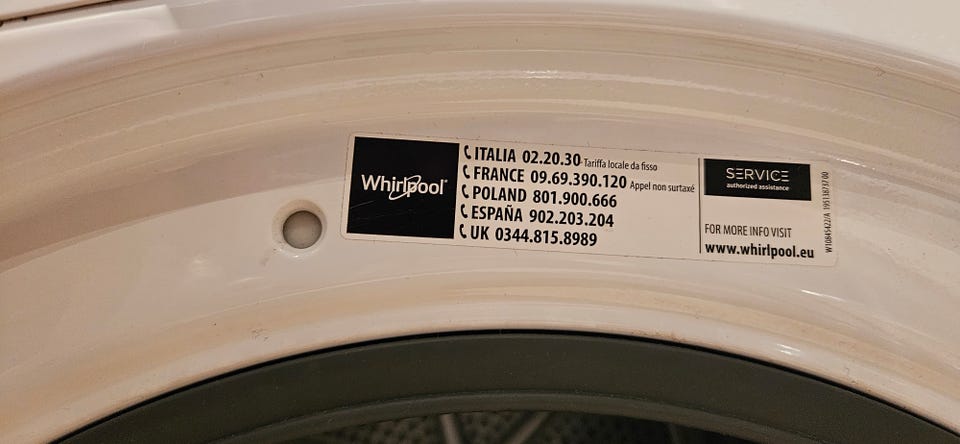 Whirlpool
ITALIA 02.20.30 Tariffa locale da fisso
FRANCE 09.69.390.120 Appel non surtaxé
POLAND 801.900.666
ESPAÑA 902.203.204
UK 0344.815.8989
SERVICE
authorized assistance
FOR MORE INFO VISIT
www.whirlpool.eu